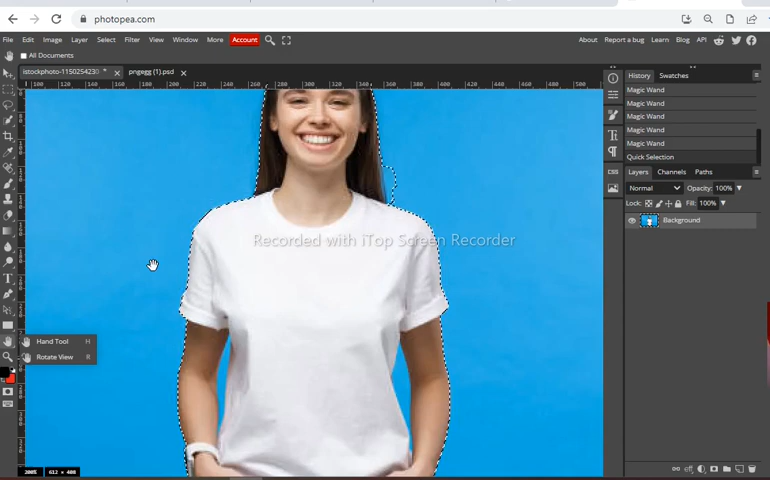 photopea.com
File Edit Image Layer Select Filter View Window More Account About Report a bug Learn Blog API
All Documents
istockphoto-1150254230 * pngegg (1).psd
History Swatches
Magic Wand
Magic Wand
Magic Wand
Magic Wand
Magic Wand
Quick Selection
Layers Channels Paths
Normal Opacity: 100%
Lock: Fill: 100%
Background
Recorded with iTop Screen Recorder
Hand Tool H
Rotate View R
200% 612 × 408